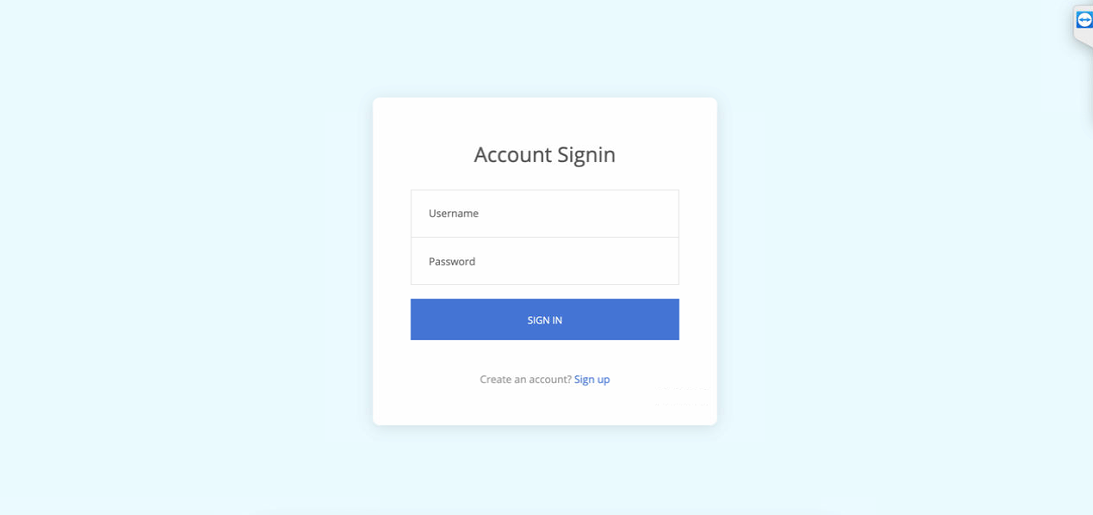 Account Signin
Username
Password
SIGN IN
Create an account? Sign up